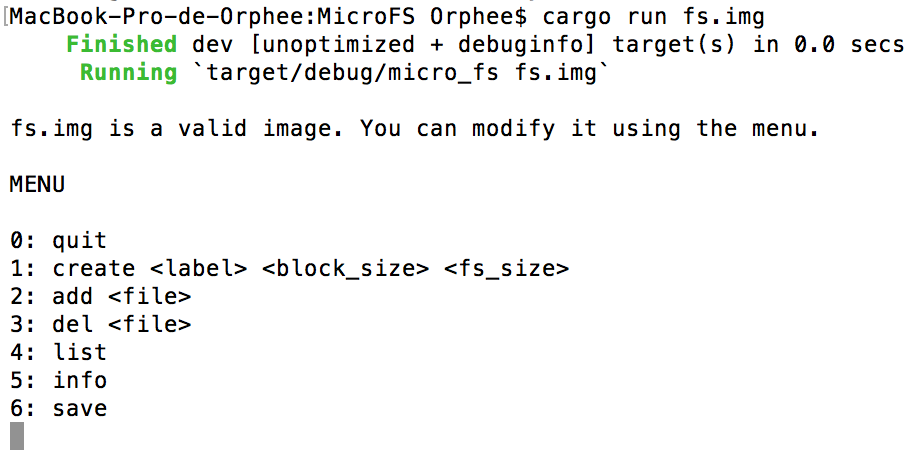 [MacBook-Pro-de-Orphee:MicroFS Orphee$ cargo run fs.img
Finished dev [unoptimized + debuginfo] target(s) in 0.0 secs
Running `target/debug/micro_fs fs.img`
fs.img is a valid image. You can modify it using the menu.
MENU
0: quit
1: create <label> <block_size> <fs_size>
2: add <file>
3: del <file>
4: list
5: info
6: save